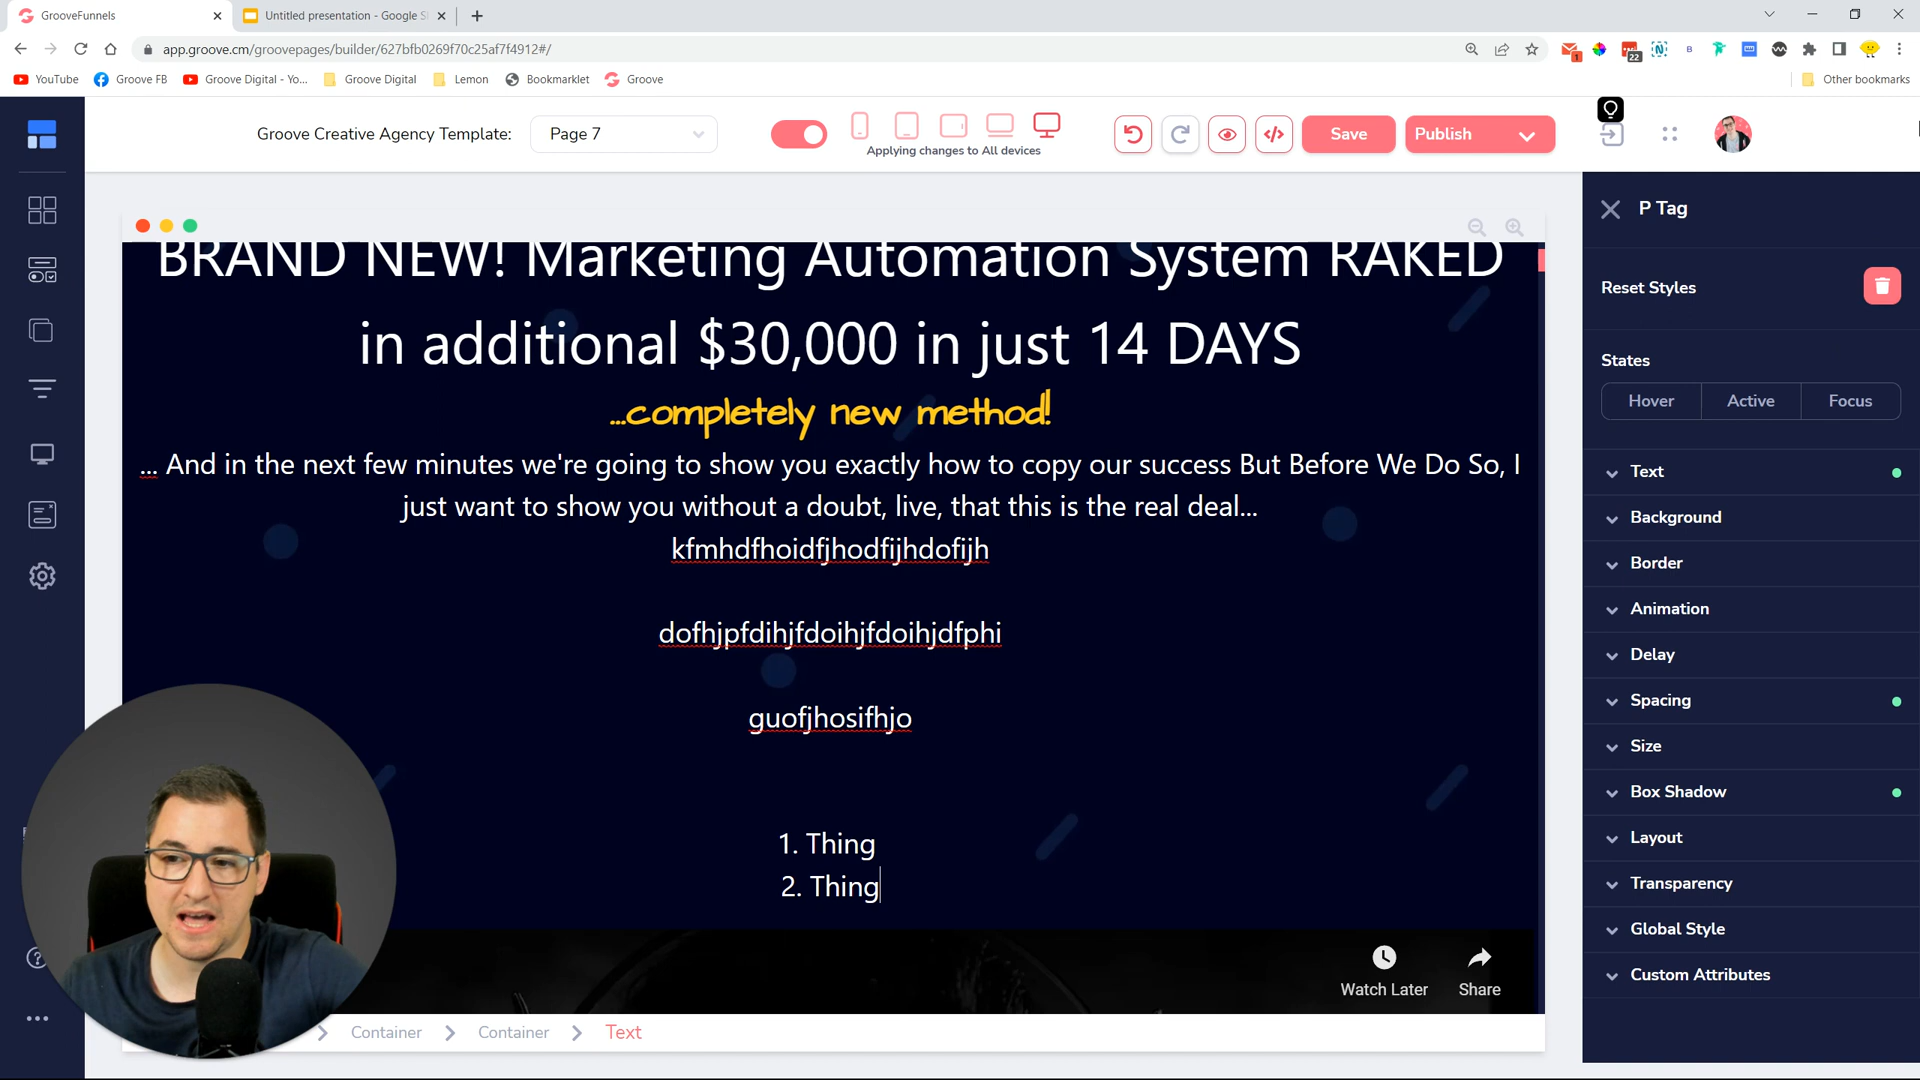 GrooveFunnels
Untitled presentation - Google Sl
app.groove.cm/groovepages/builder/627bfb0269f70c25af7f4912#/
1
22
YouTube
Groove FB
Groove Digital - Yo...
Groove Digital
Lemon
Bookmarklet
Groove
Other bookmarks
Groove Creative Agency Template:
Page 7
Applying changes to All devices
Save
Publish
P Tag
Reset Styles
States
Hover
Active
Focus
Text
Background
Border
Animation
Delay
Spacing
Size
Box Shadow
Layout
Transparency
Global Style
Custom Attributes
BRAND NEW! Marketing Automation System RAKED
in additional $30,000 in just 14 DAYS
...completely new method!
... And in the next few minutes we're going to show you exactly how to copy our success But Before We Do So, I
just want to show you without a doubt, live, that this is the real deal...
kfmhdfhoidfjhodfijhdofijh
dofhjpfdihjfdoihjfdoihjdfphi
guofjhosifhjo
1. Thing
2. Thing
Watch Later
Share
Container
Container
Text